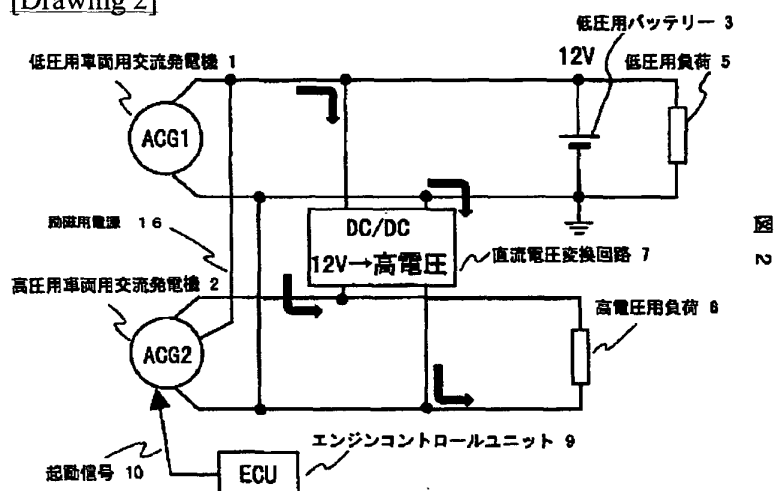 [Drawing 2]
低圧用バッテリー 3
低圧用車両用交流発電機 1
12V
低圧用負荷 5
ACG1
励磁用電源 16
DC/DC
12V→高電圧
直流電圧変換回路 7
図2
高圧用車両用交流発電機 2
高電圧用負荷 6
ACG2
エンジンコントロールユニット 9
起動信号 10
ECU